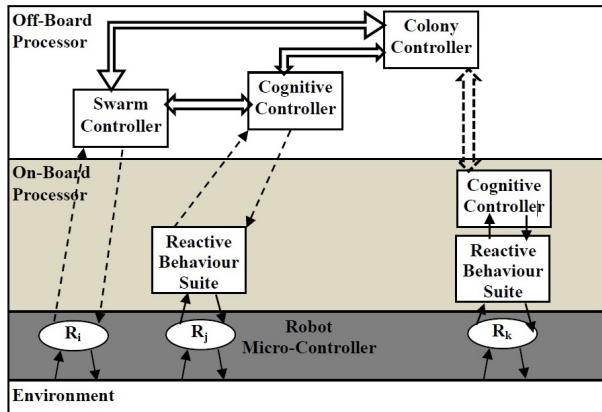 Off-Board
Processor
Colony
Controller
Swarm
Controller
Cognitive
Controller
On-Board
Processor
Cognitive
Controller
Reactive
Behaviour
Suite
Reactive
Behaviour
Suite
Ri
Rj
Robot
Micro-Controller
Rk
Environment